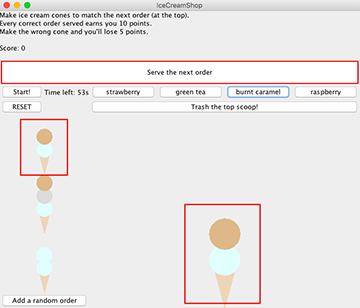 IceCreamShop
Make ice cream cones to match the next order (at the top).
Every correct order served earns you 10 points.
Make the wrong cone and you'll lose 5 points.
Score: 0
Serve the next order
Start! Time left: 53s strawberry green tea burnt caramel raspberry
RESET Trash the top scoop!
Add a random order